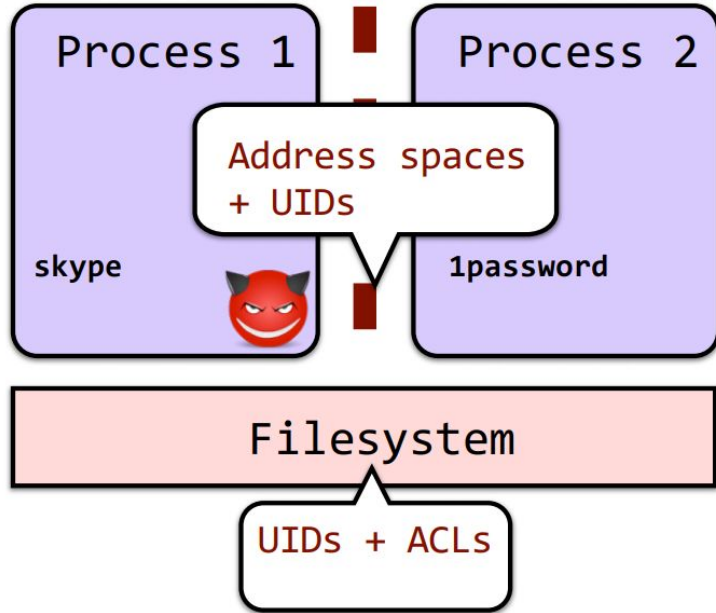 Process 1
Process 2
Address spaces
+ UIDs
skype
1password
Filesystem
UIDs + ACLs